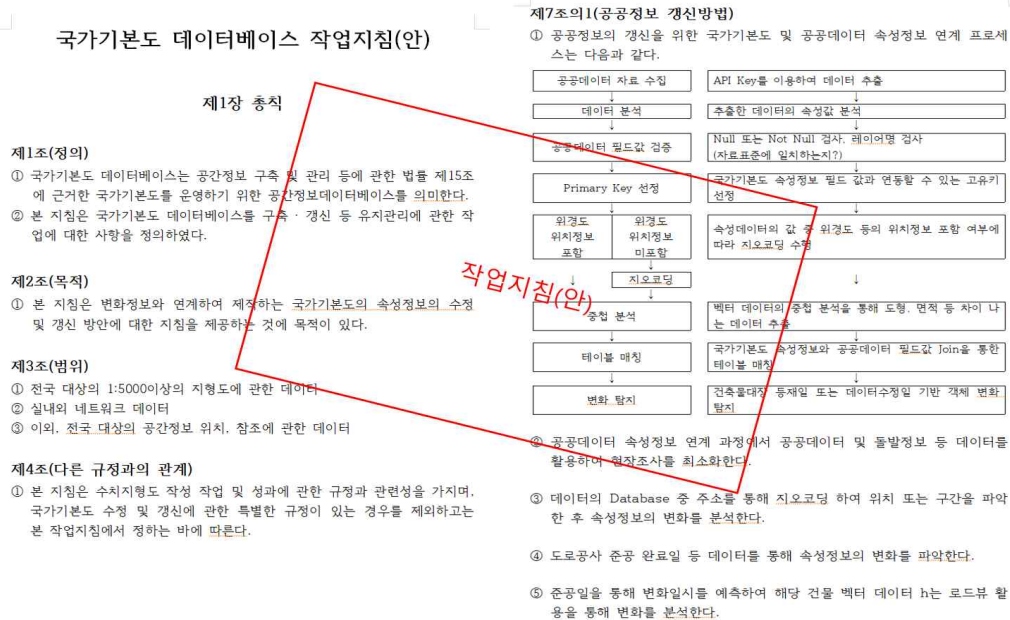 국가기본도 데이터베이스 작업지침(안)
제1장 총칙
제1조(정의)
① 국가기본도 데이터베이스는 공간정보 구축 및 관리 등에 관한 법률 제15조
에 근거한 국가기본도를 운영하기 위한 공간정보데이터베이스를 의미한다.
② 본 지침은 국가기본도 데이터베이스를 구축 · 갱신 등 유지관리에 관한 작
업에 대한 사항을 정의하였다.
제2조(목적)
① 본 지침은 변화정보와 연계하여 제작하는 국가기본도의 속성정보의 수정
및 갱신 방안에 대한 지침을 제공하는 것에 목적이 있다.
제3조(범위)
① 전국 대상의 1:5000이상의 지형도에 관한 데이터
② 실내외 네트워크 데이터
③ 이외, 전국 대상의 공간정보 위치, 참조에 관한 데이터
제4조(다른 규정과의 관계)
① 본 지침은 수치지형도 작성 작업 및 성과에 관한 규정과 관련성을 가지며,
국가기본도 수정 및 갱신에 관한 특별한 규정이 있는 경우를 제외하고는
본 작업지침에서 정하는 바에 따른다.
제7조의1(공공정보 갱신방법)
① 공공정보의 갱신을 위한 국가기본도 및 공공데이터 속성정보 연계 프로세
스는 다음과 같다.
공공데이터 자료 수집
API Key를 이용하여 데이터 추출
↓
↓
데이터 분석
추출한 데이터의 속성값 분석
↓
↓
공공데이터 필드값 검증
Null 또는 Not Null 검사, 레이어명 검사
(자료표준에 일치하는지?)
↓
↓
Primary Key 선정
국가기본도 속성정보 필드 값과 연동할 수 있는 고유키
선정
↓
↓
위경도
위치정보
포함
위경도
위치정보
미포함
속성데이터의 값 중 위경도 등의 위치정보 포함 여부에
따라 지오코딩 수행
↓
↓
지오코딩
↓
↓
중첩 분석
벡터 데이터의 중첩 분석을 통해 도형, 면적 등 차이 나
는 데이터 추출
↓
↓
테이블 매칭
국가기본도 속성정보와 공공데이터 필드값 Join을 통한
테이블 매칭
↓
↓
변화 탐지
건축물대장 등재일 또는 데이터수정일 기반 객체 변화
탐지
② 공공데이터 속성정보 연계 과정에서 공공데이터 및 돌발정보 등 데이터를
활용하여 현장조사를 최소화한다.
③ 데이터의 Database 중 주소를 통해 지오코딩 하여 위치 또는 구간을 파악
한 후 속성정보의 변화를 분석한다.
④ 도로공사 준공 완료일 등 데이터를 통해 속성정보의 변화를 파악한다.
⑤ 준공일을 통해 변화일시를 예측하여 해당 건물 벡터 데이터 h는 로드뷰 활
용을 통해 변화를 분석한다.
작업지침(안)